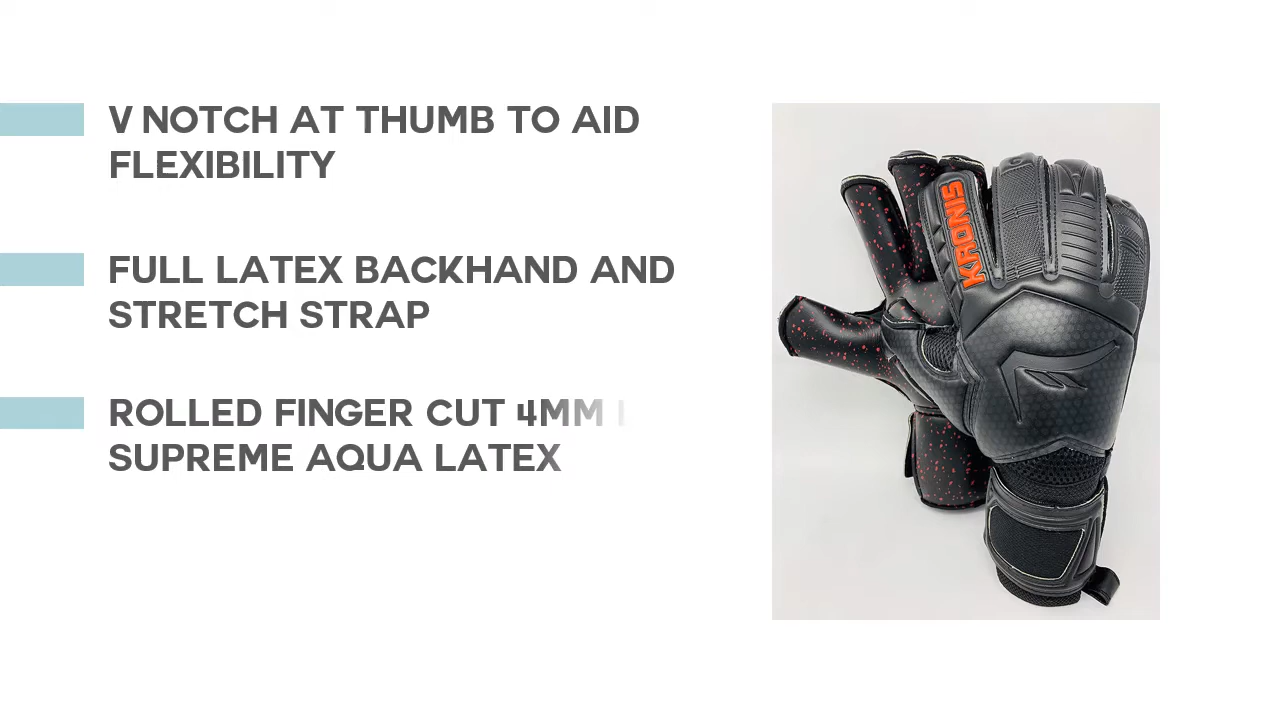 V NOTCH AT THUMB TO AID
FLEXIBILITY
FULL LATEX BACKHAND AND
STRETCH STRAP
ROLLED FINGER CUT 4MM
SUPREME AQUA LATEX
KRONIS